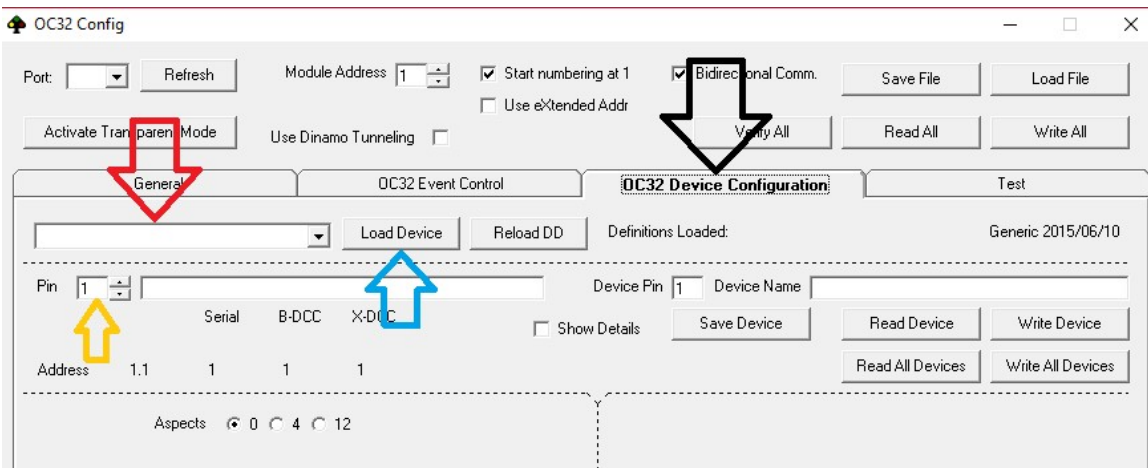 OC32 Config
Port: Refresh Module Address 1 Start numbering at 1 Bidirectional Comm. Save File Load File
Use eXtended Addr
Activate Transparent Mode Use Dinamo Tunneling Verify All Read All Write All
General OC32 Event Control OC32 Device Configuration Test
Load Device Reload DD Definitions Loaded: Generic 2015/06/10
Pin 1 Device Pin 1 Device Name
Serial B-DCC X-DCC Show Details Save Device Read Device Write Device
Address 1.1 1 1 1 Read All Devices Write All Devices
Aspects 0 4 12